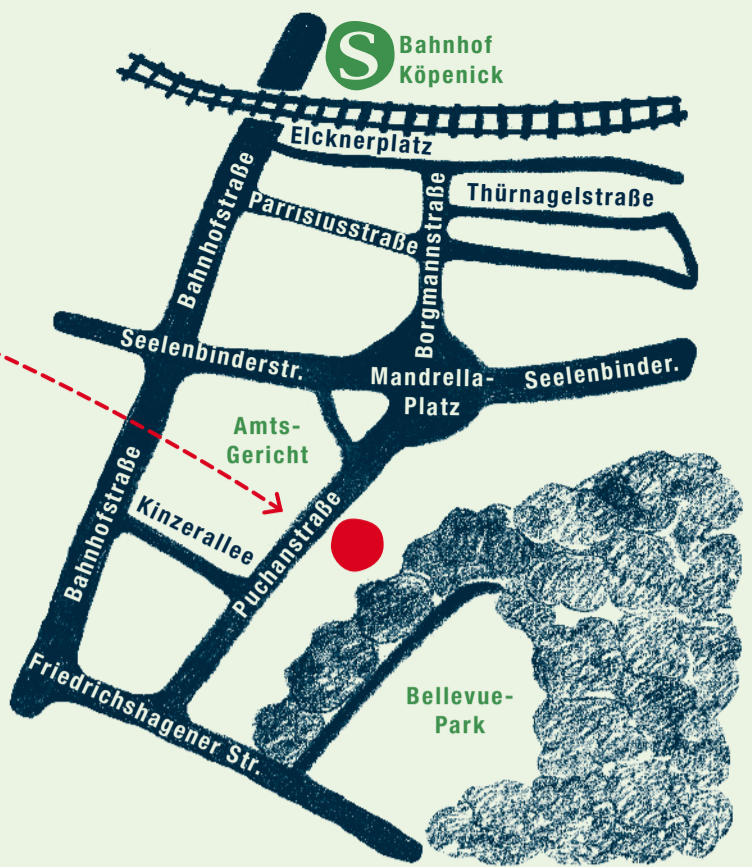 S
Bahnhof
Köpenick
Elcknerplatz
Thürnagelstraße
Parrisiusstraße
Bahnhofstraße
Borgmannstraße
Seelenbinderstr.
Mandrella-
Platz
Seelenbinder.
Amts-
Gericht
Bahnhofstraße
Kinzerallee
Puchanstraße
Friedrichshagener Str.
Bellevue-
Park